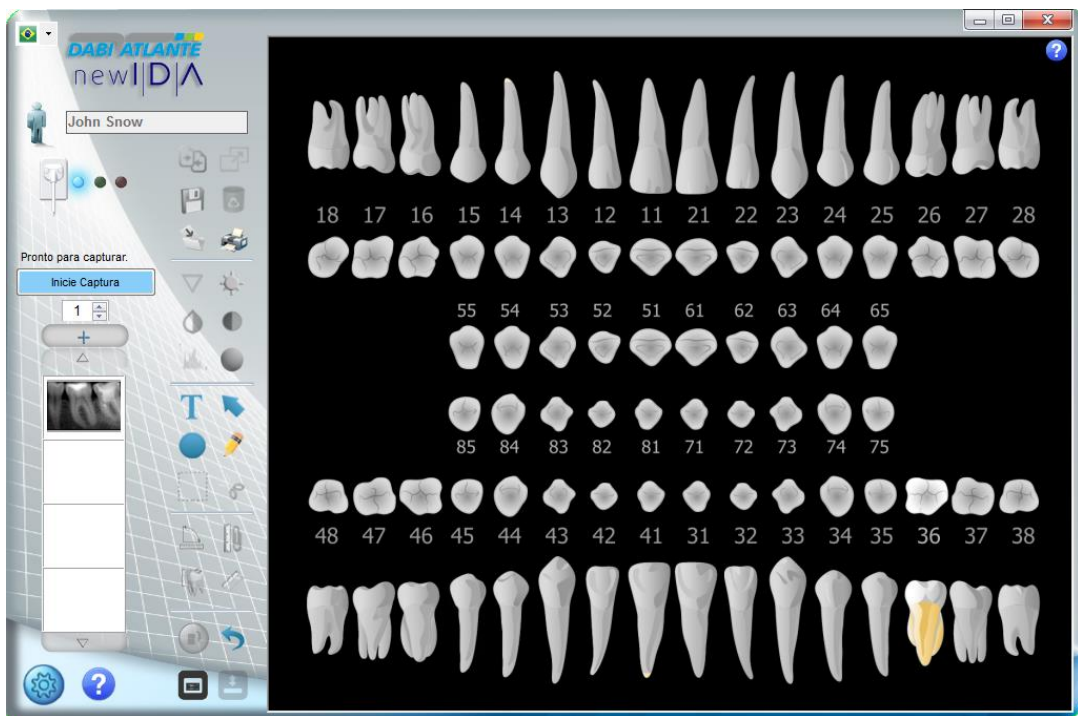 DABI ATLANTE
newI|D|A
John Snow
Pronto para capturar.
Inicie Captura
1
+
T
?
?
18 17 16 15 14 13 12 11 21 22 23 24 25 26 27 28
55 54 53 52 51 61 62 63 64 65
85 84 83 82 81 71 72 73 74 75
48 47 46 45 44 43 42 41 31 32 33 34 35 36 37 38